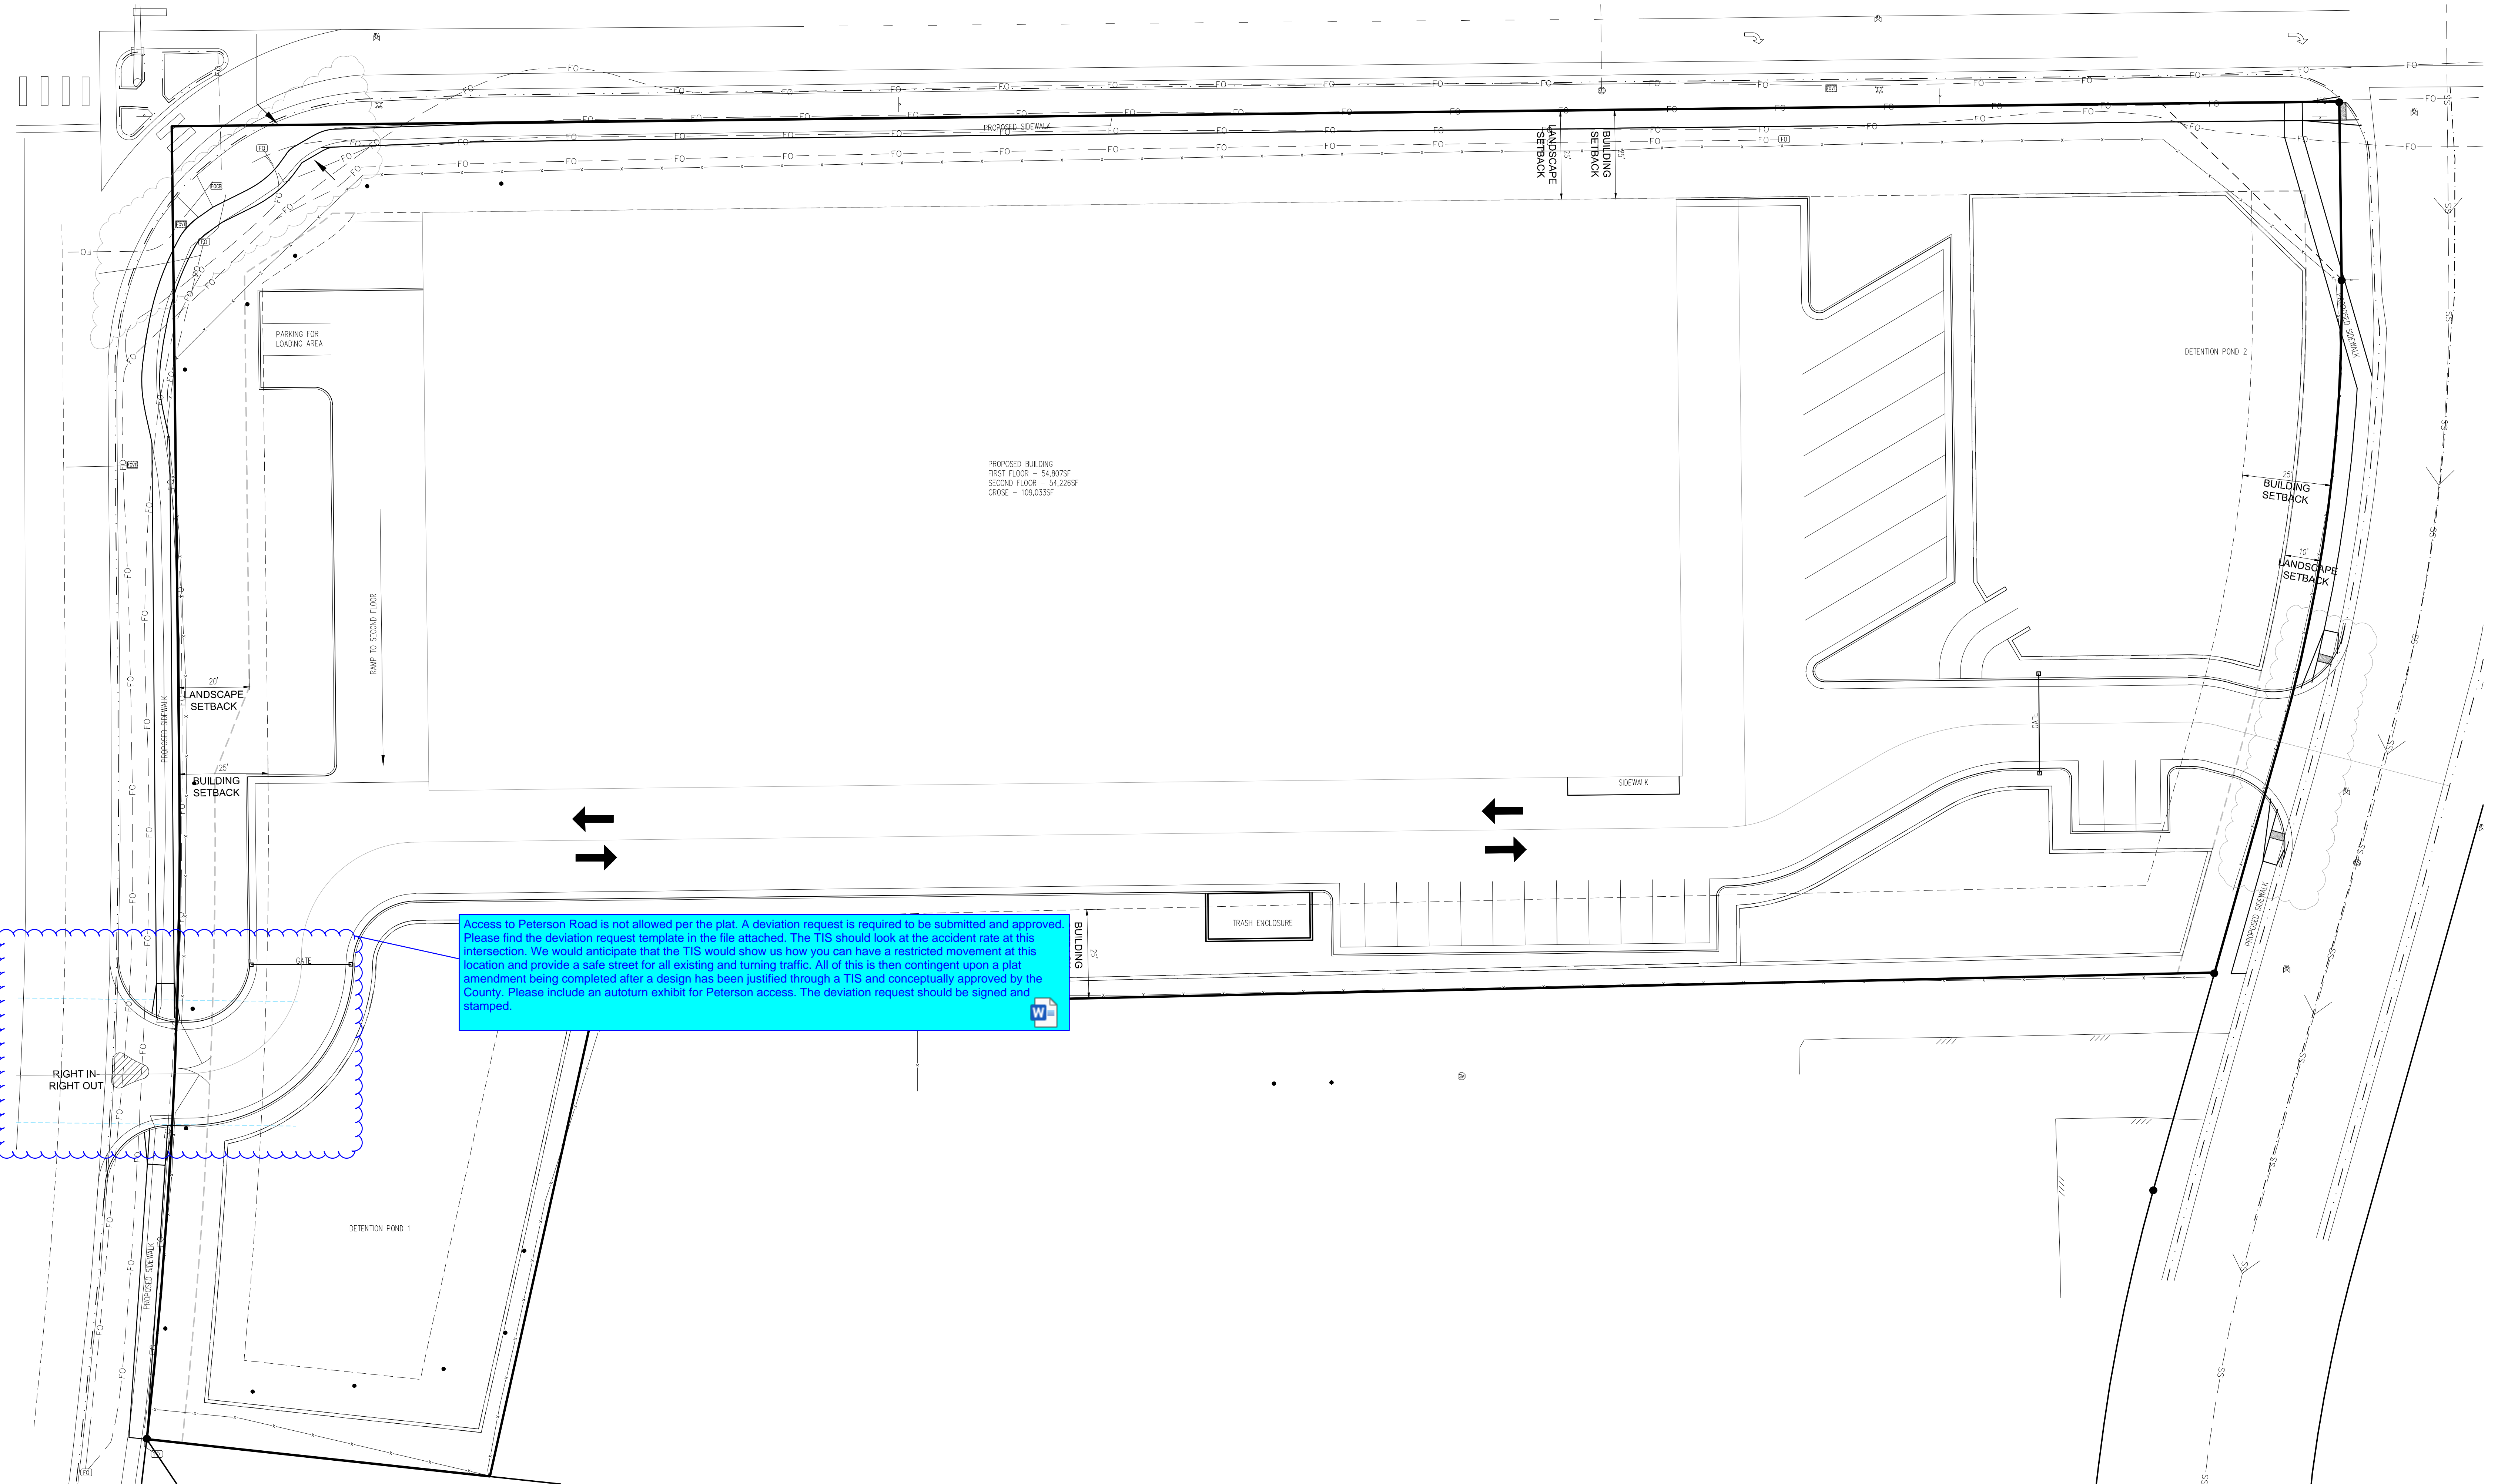 PROPOSED SIDEWALK
LANDSCAPE
SETBACK
25'
BUILDING
SETBACK
25'
PARKING FOR
LOADING AREA
DETENTION POND 2
PROPOSED SIDEWALK
PROPOSED BUILDING
FIRST FLOOR - 54,807SF
SECOND FLOOR - 54,226SF
GROSE - 109,033SF
25'
BUILDING
SETBACK
10'
LANDSCAPE
SETBACK
RAMP TO SECOND FLOOR
20'
LANDSCAPE
SETBACK
PROPOSED SIDEWALK
25'
BUILDING
SETBACK
GATE
SIDEWALK
TRASH ENCLOSURE
PROPOSED SIDEWALK
GATE
BUILDING
25'
Access to Peterson Road is not allowed per the plat. A deviation request is required to be submitted and approved.
Please find the deviation request template in the file attached. The TIS should look at the accident rate at this
intersection. We would anticipate that the TIS would show us how you can have a restricted movement at this
location and provide a safe street for all existing and turning traffic. All of this is then contingent upon a plat
amendment being completed after a design has been justified through a TIS and conceptually approved by the
County. Please include an autoturn exhibit for Peterson access. The deviation request should be signed and
stamped.
W
RIGHT IN-
RIGHT OUT
DETENTION POND 1
PROPOSED SIDEWALK
FO
SS